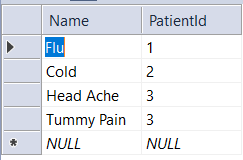 Name PatientId
Flu 1
Cold 2
Head Ache 3
Tummy Pain 3
* NULL NULL